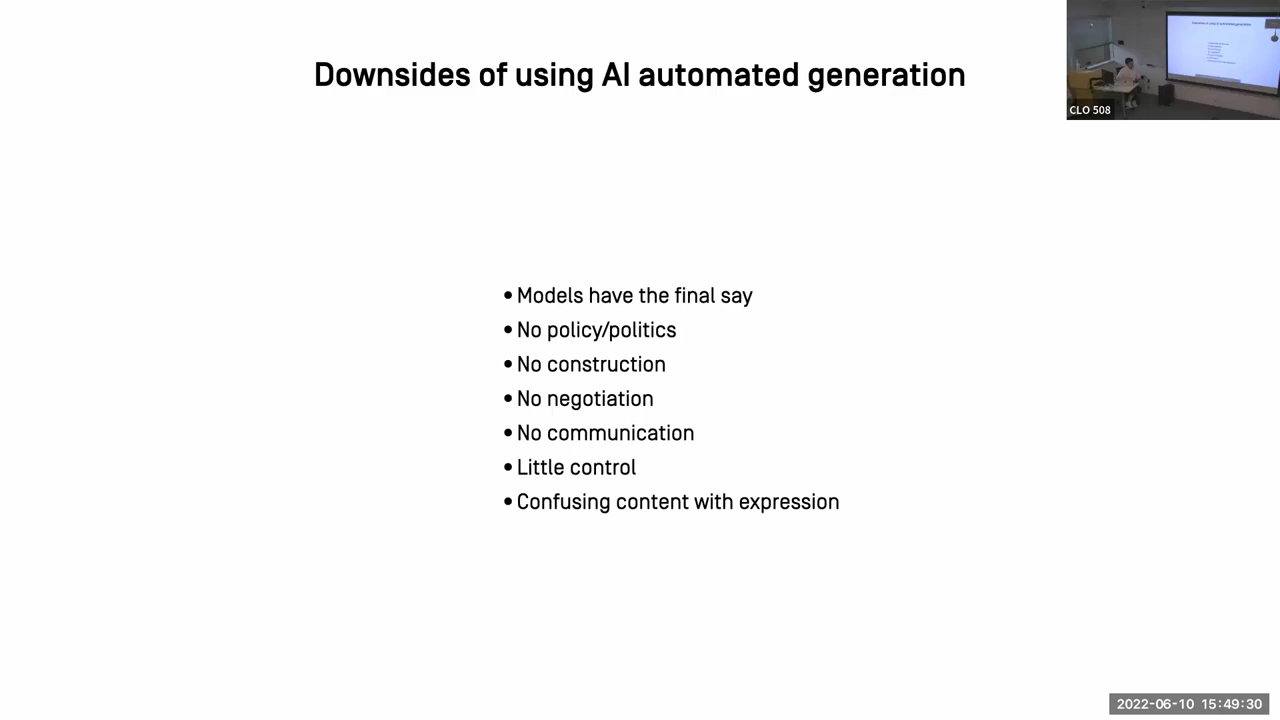 Downsides of using AI automated generation
CLO 508
• Models have the final say
• No policy/politics
• No construction
• No negotiation
• No communication
• Little control
• Confusing content with expression
2022-06-10 15:49:30